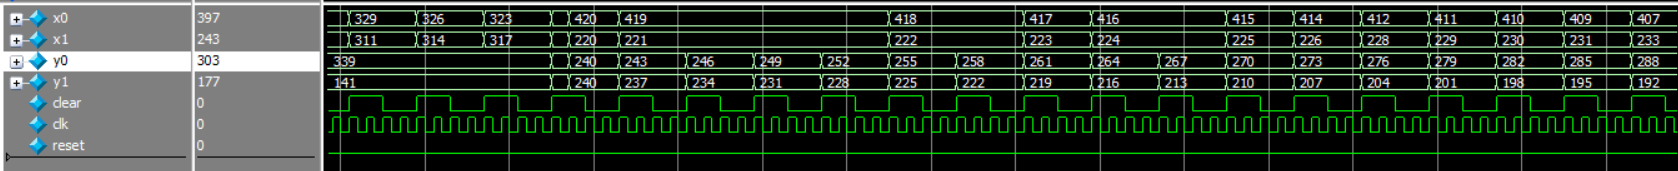 x0 397 329 326 323 420 419 418 417 416 415 414 412 411 410 409 407
x1 243 311 314 317 220 221 222 223 224 225 226 228 229 230 231 233
y0 303 339 240 243 246 249 252 255 258 261 264 267 270 273 276 279 282 285 288
y1 177 141 240 237 234 231 228 225 222 219 216 213 210 207 204 201 198 195 192
clear 0
clk 0
reset 0